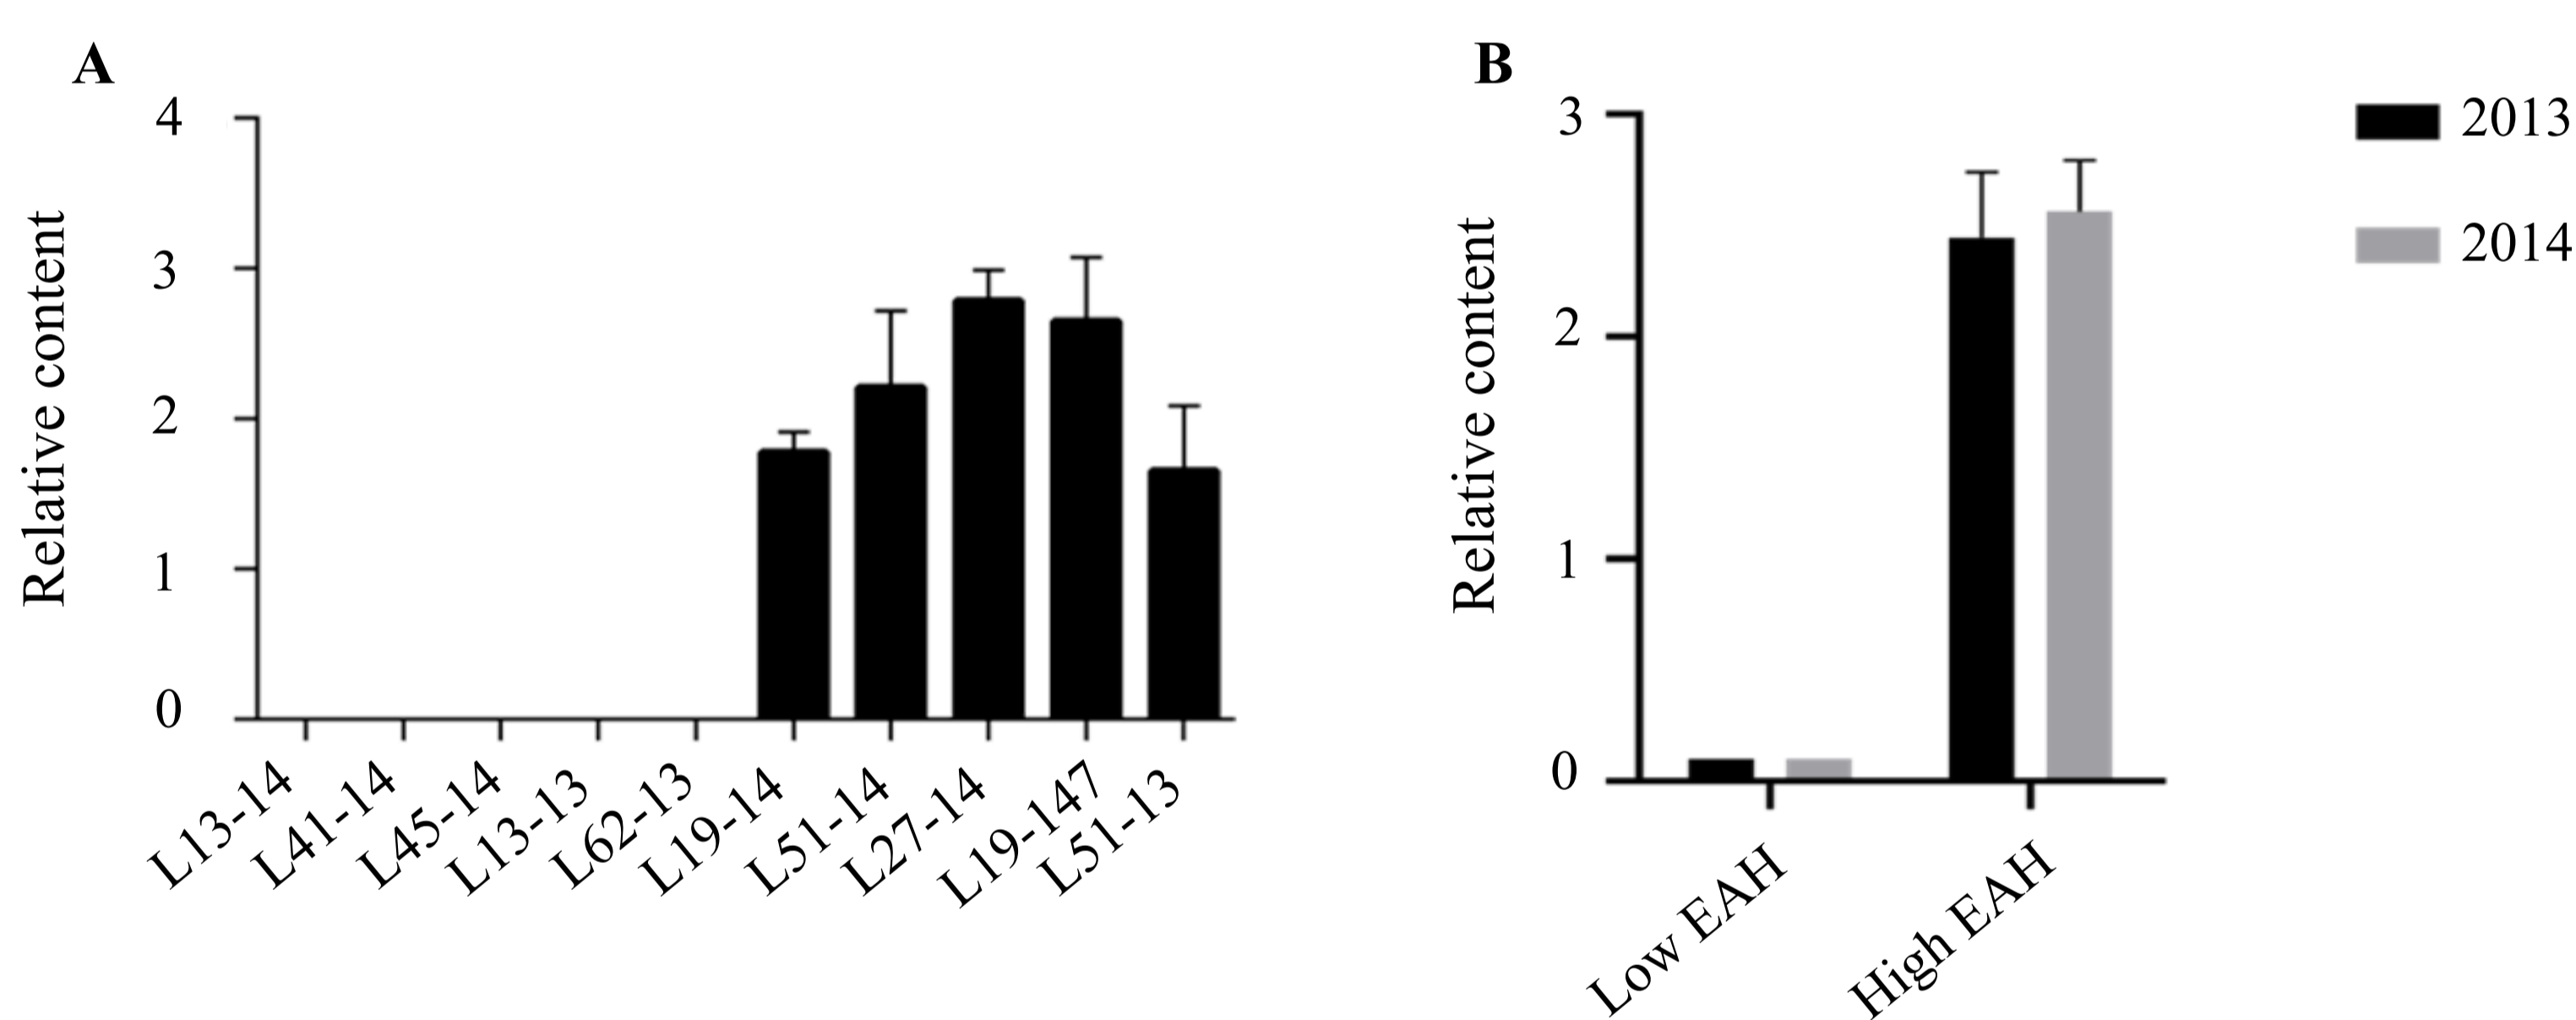 A
4
3
2
1
0
Relative content
L13-14
L41-14
L45-14
L13-13
L62-13
L19-14
L51-14
L27-14
L19-147
L51-13
B
3
2
1
0
Relative content
Low EAH
High EAH
2013
2014